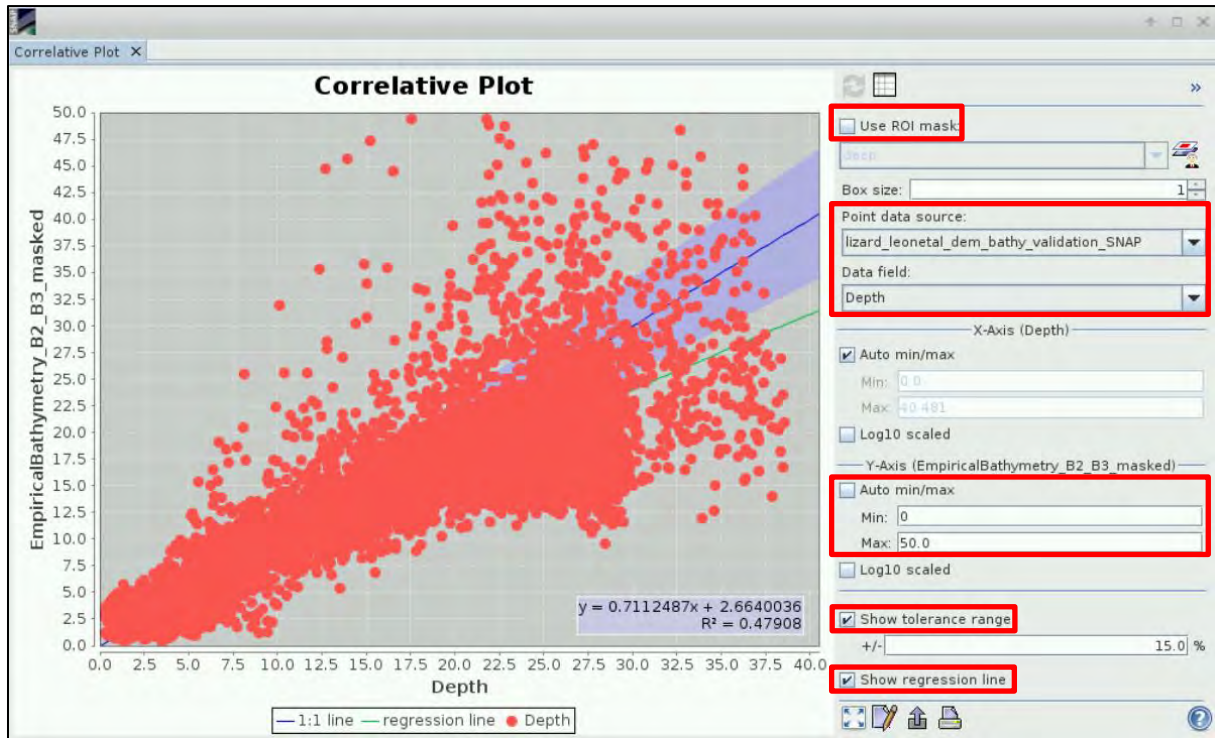 Correlative Plot X
Correlative Plot
50.0
47.5
45.0
42.5
40.0
37.5
35.0
32.5
30.0
27.5
25.0
22.5
20.0
17.5
15.0
12.5
10.0
7.5
5.0
2.5
0.0
EmpiricalBathymetry_B2_B3_masked
y = 0.7112487x + 2.6640036
R² = 0.47908
0.0 2.5 5.0 7.5 10.0 12.5 15.0 17.5 20.0 22.5 25.0 27.5 30.0 32.5 35.0 37.5 40.0
Depth
1:1 line regression line Depth
»
Use ROI mask:
deep
Box size: 1
Point data source:
lizard_leonetal_dem_bathy_validation_SNAP
Data field:
Depth
X-Axis (Depth)
Auto min/max
Min: 0.0
Max: 40.481
Log10 scaled
Y-Axis (EmpiricalBathymetry_B2_B3_masked)
Auto min/max
Min: 0
Max: 50.0
Log10 scaled
Show tolerance range
+/- 15.0 %
Show regression line
?